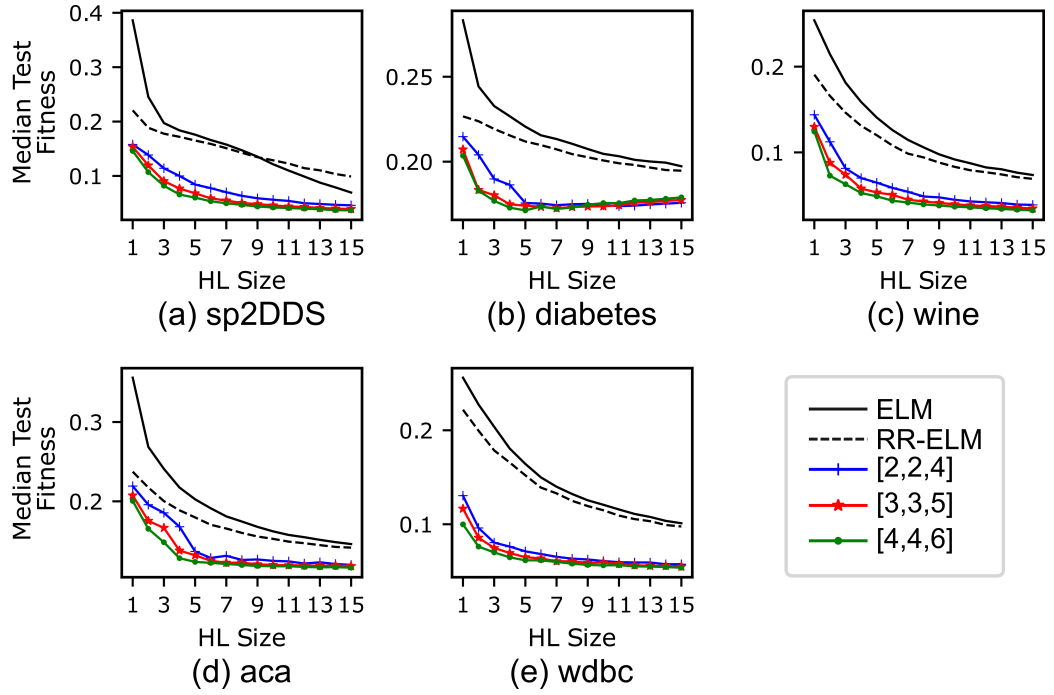 Median Test
Fitness
0.4
0.3
0.2
0.1
1 3 5 7 9 11 13 15
HL Size
(a) sp2DDS
0.25
0.20
1 3 5 7 9 11 13 15
HL Size
(b) diabetes
0.2
0.1
1 3 5 7 9 11 13 15
HL Size
(c) wine
Median Test
Fitness
0.3
0.2
1 3 5 7 9 11 13 15
HL Size
(d) aca
0.2
0.1
1 3 5 7 9 11 13 15
HL Size
(e) wdbc
ELM
RR-ELM
[2,2,4]
[3,3,5]
[4,4,6]